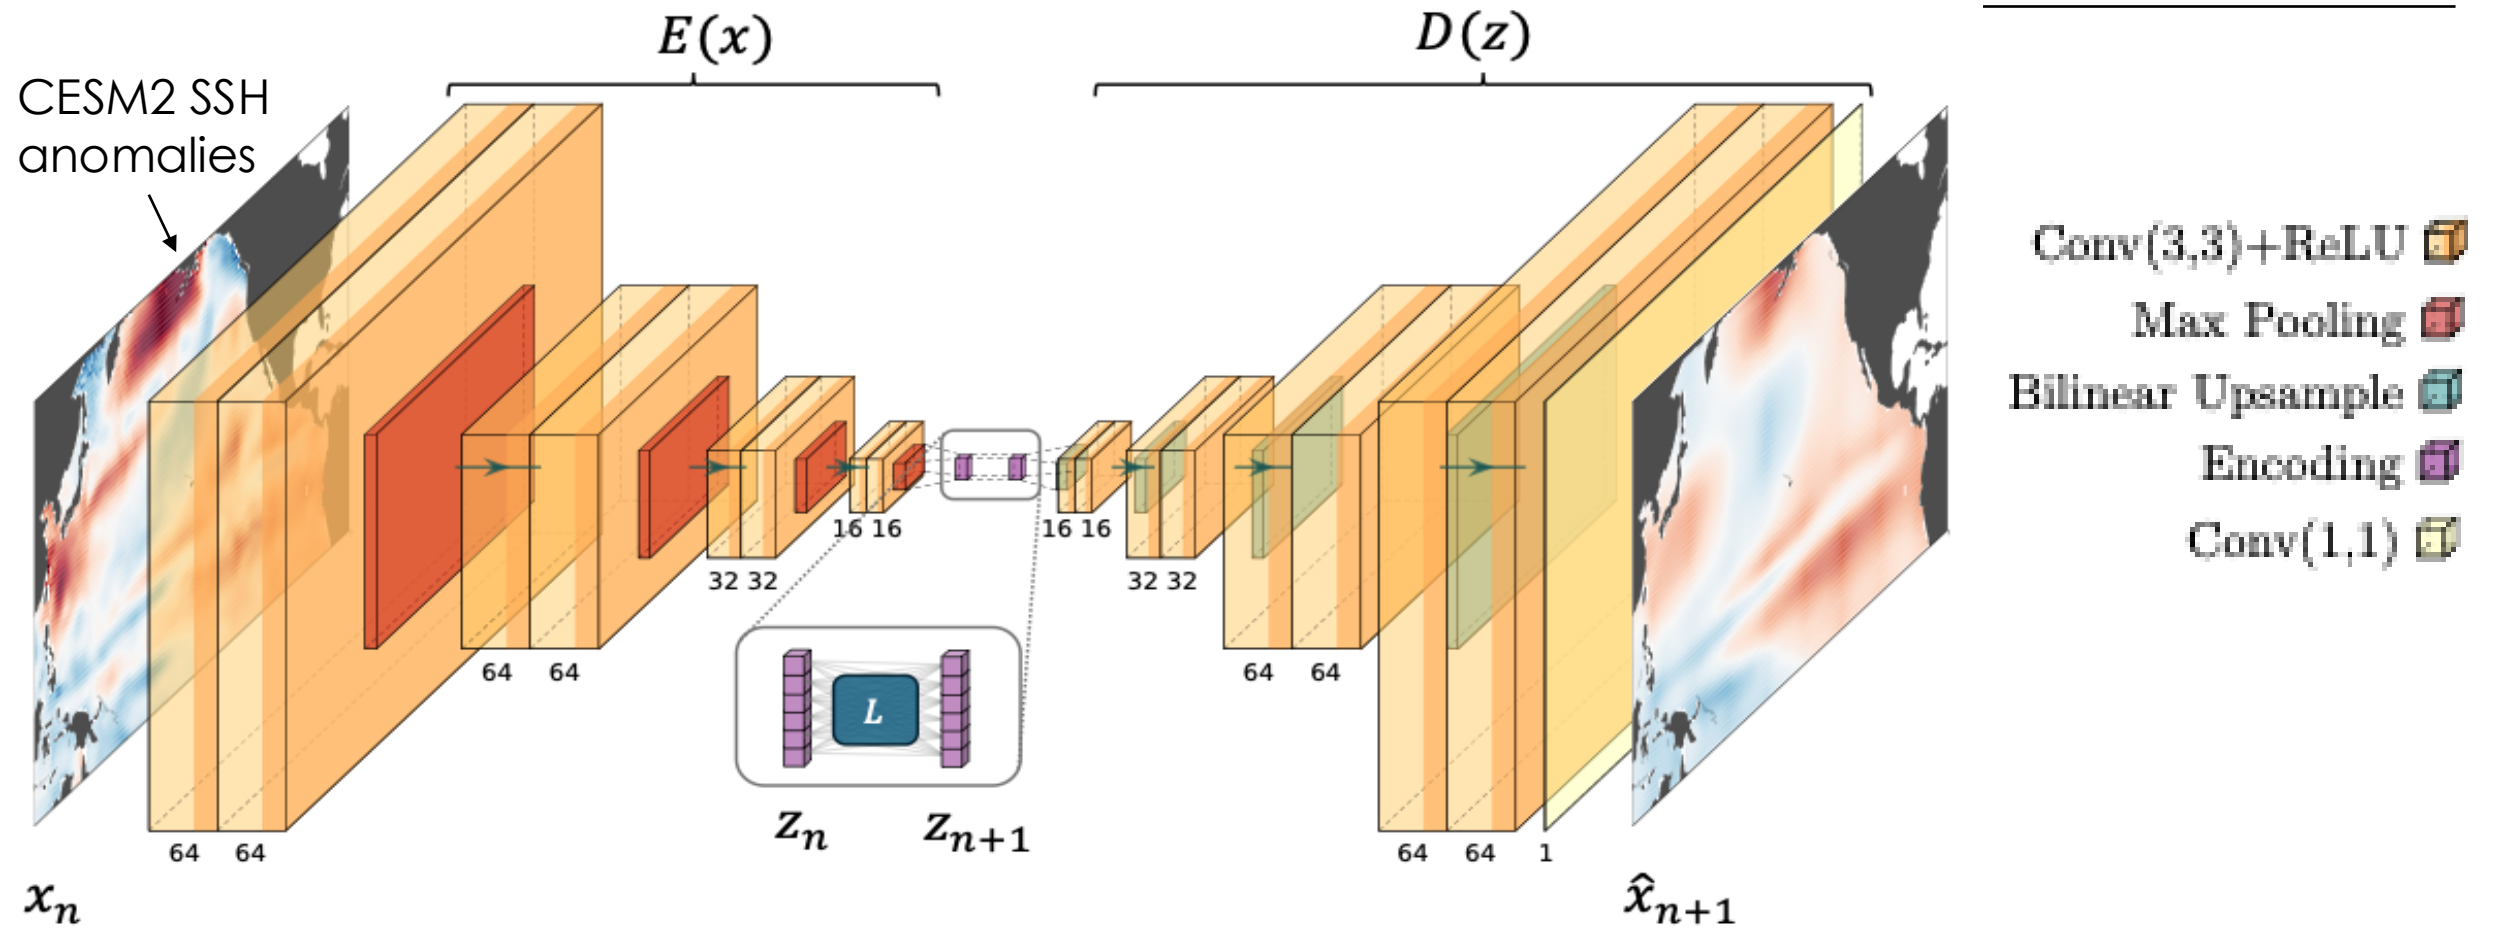 E(x)
D(z)
CESM2 SSH
anomalies
Conv(3,3)+ReLU
Max Pooling
Bilinear Upsample
Encoding
Conv(1,1)
16 16
16 16
32 32
32 32
64 64
64 64
L
z_n
z_{n+1}
64 64
64 64 1
x_n
x̂_{n+1}